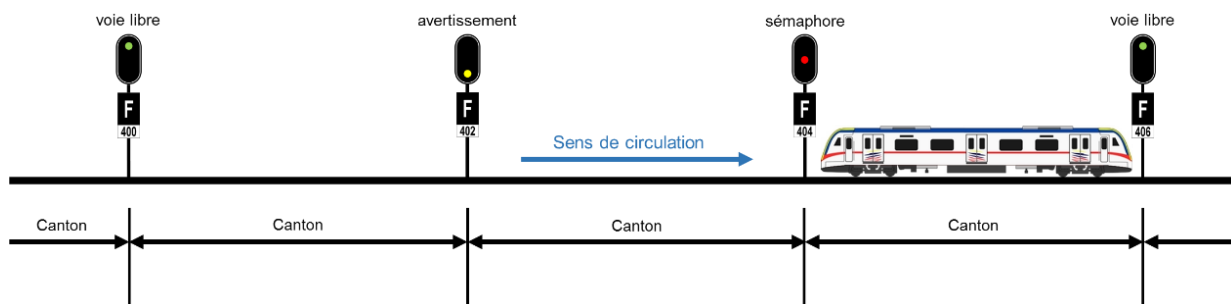 voie libre
avertissement
sémaphore
voie libre
F
400
F
402
F
404
F
406
Sens de circulation
Canton
Canton
Canton
Canton